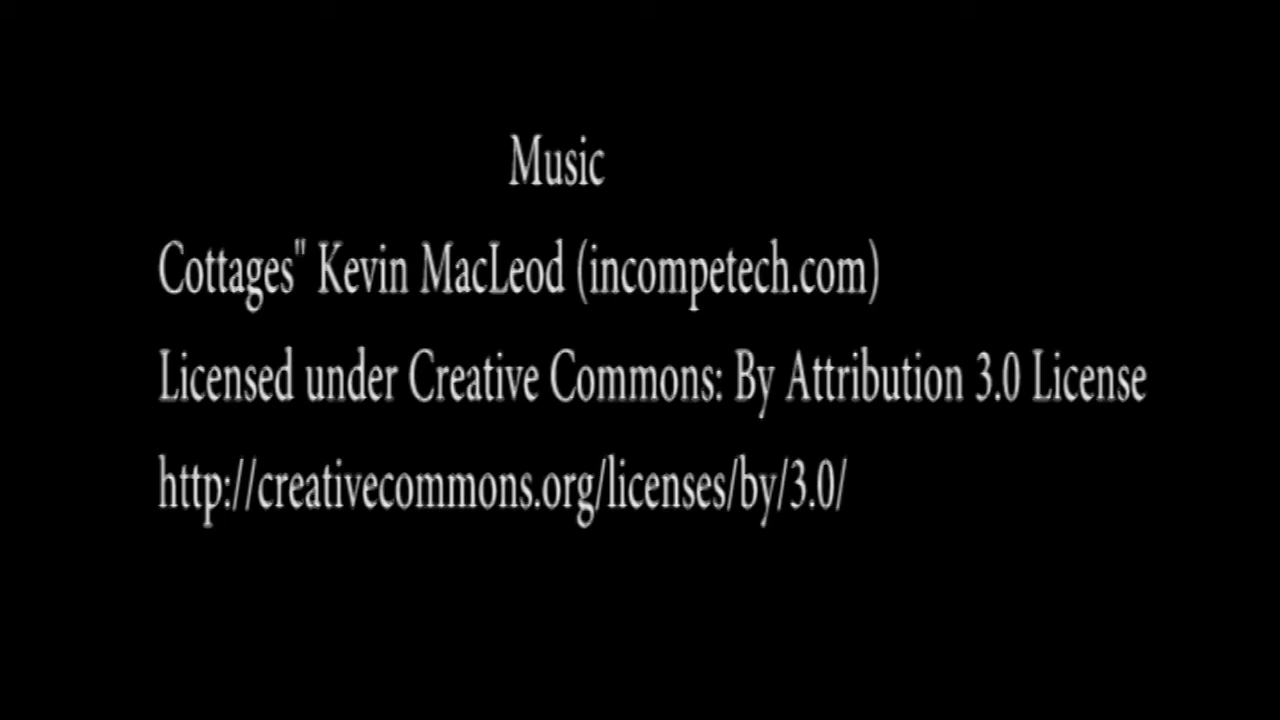 Music
Cottages" Kevin MacLeod (incompetech.com)
Licensed under Creative Commons: By Attribution 3.0 License
http://creativecommons.org/licenses/by/3.0/